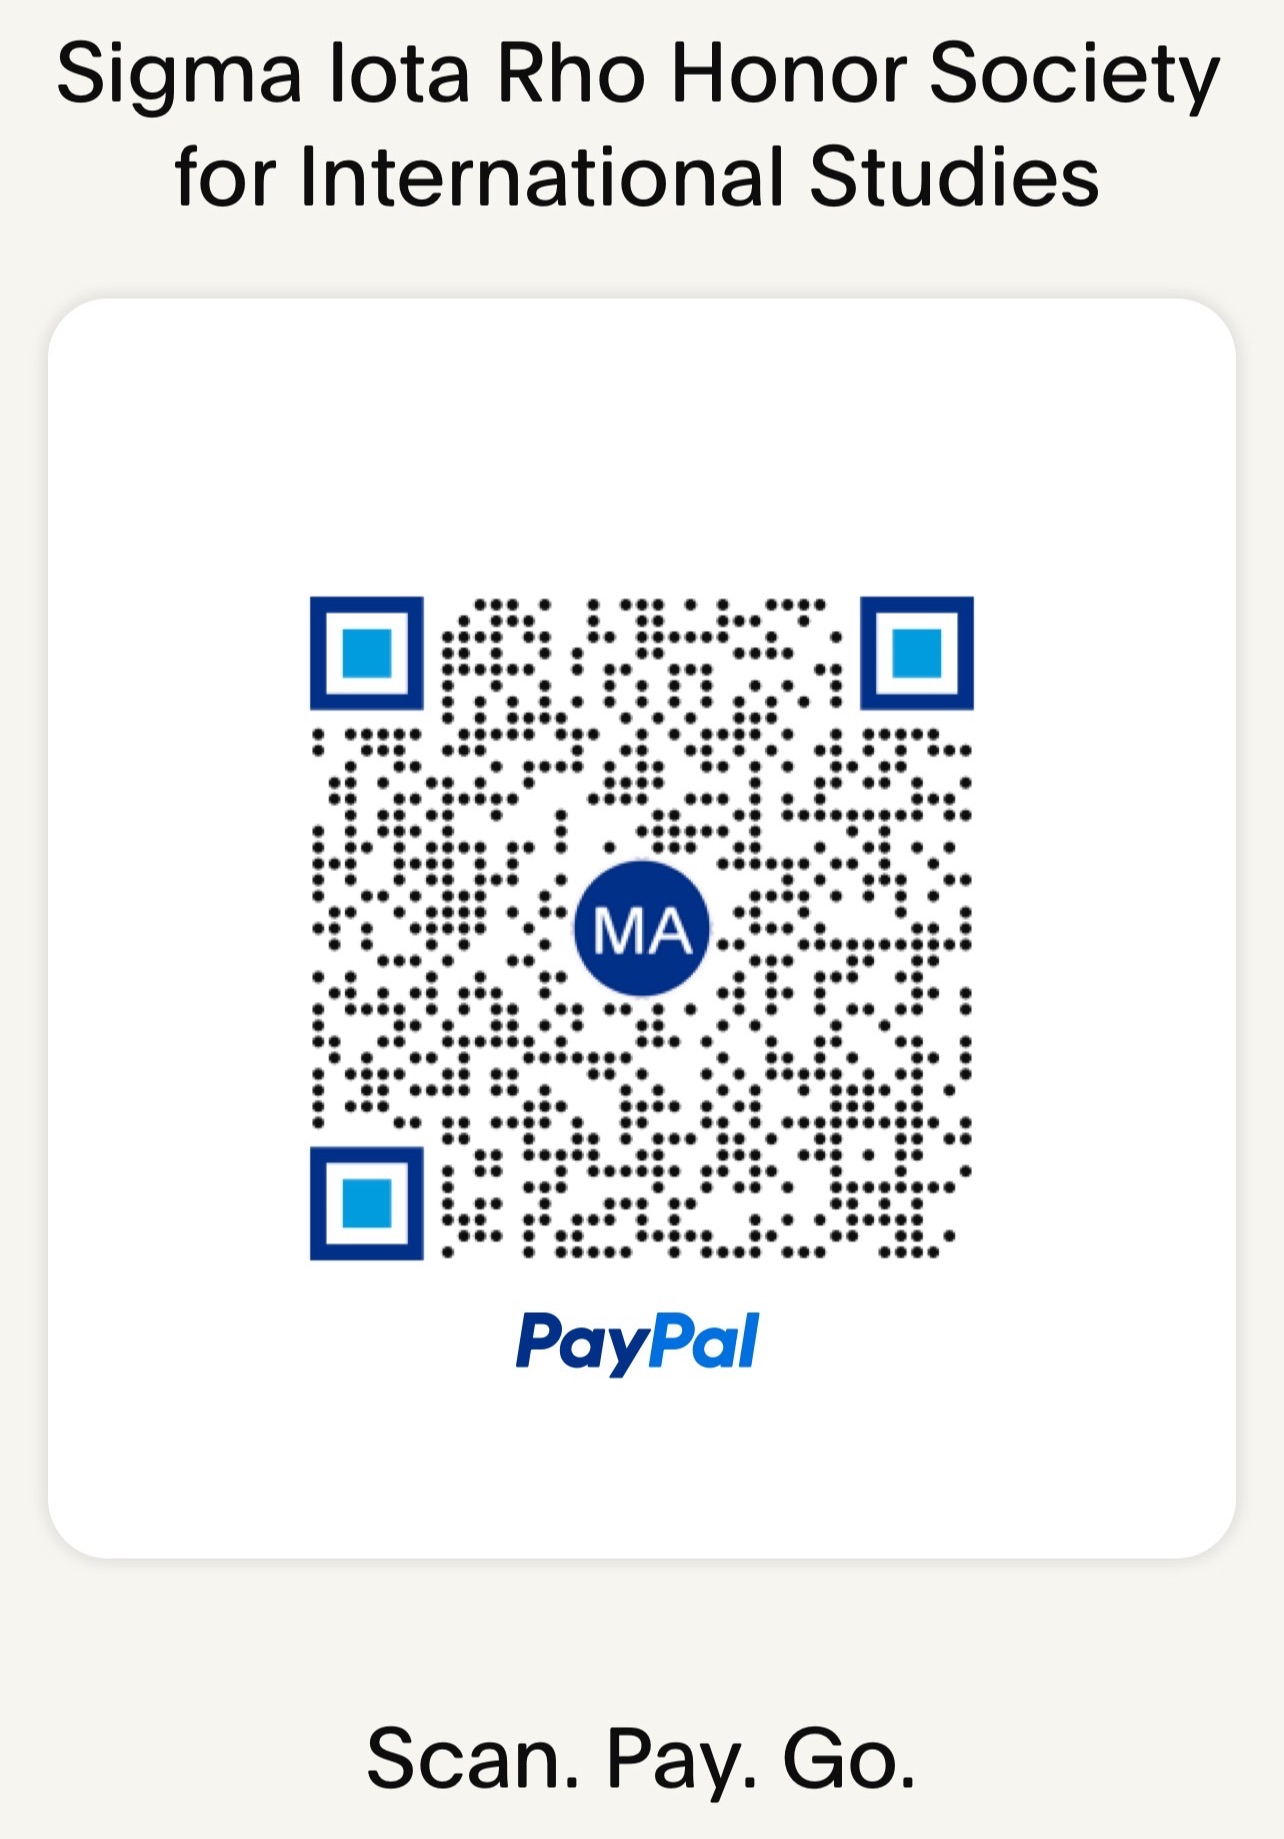 Sigma Iota Rho Honor Society
for International Studies
MA
PayPal
Scan. Pay. Go.